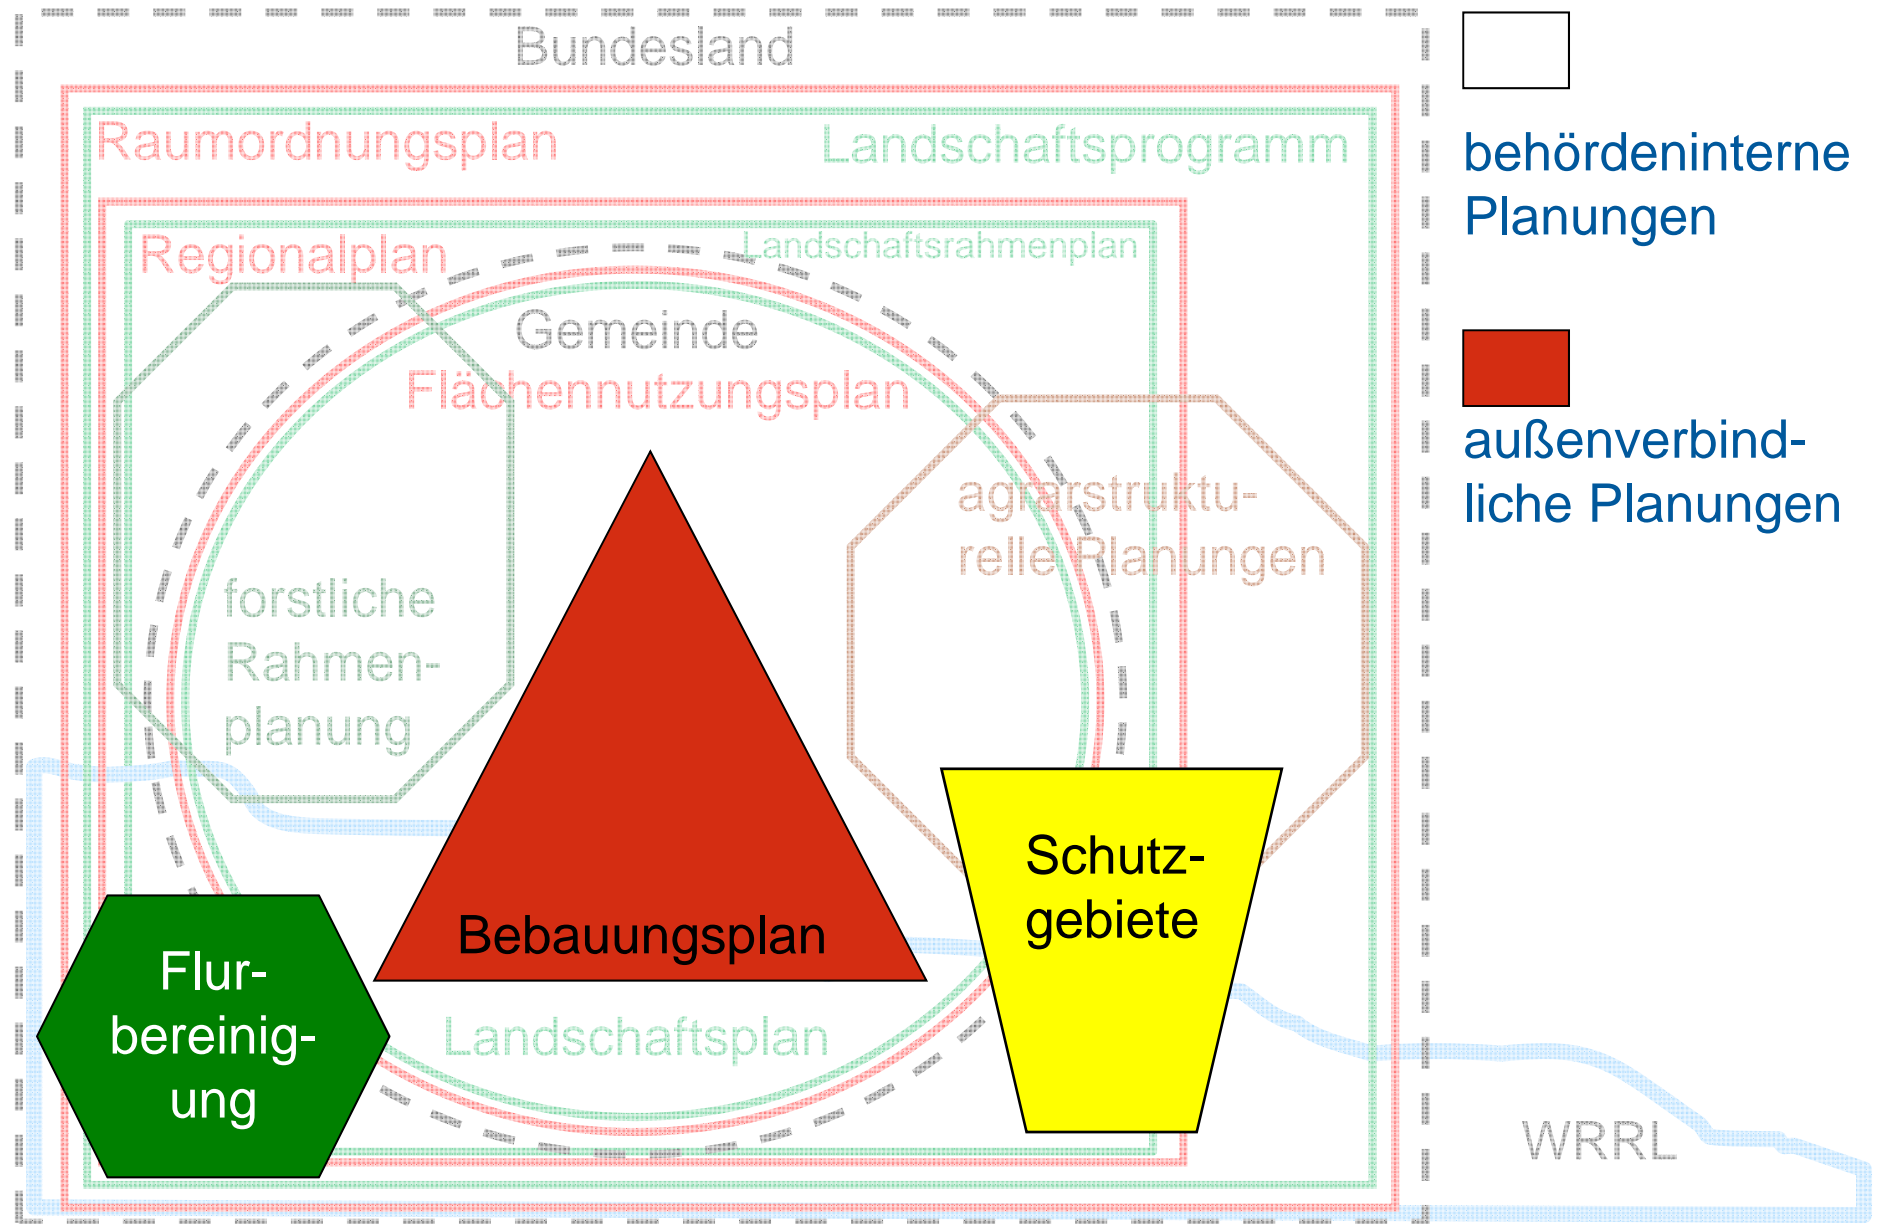 Bundesland
Raumordnungsplan
Landschaftsprogramm
Regionalplan
Landschaftsrahmenplan
Gemeinde
Flächennutzungsplan
agrarstruktu-
relle Planungen
forstliche
Rahmen-
planung
Bebauungsplan
Schutz-
gebiete
Flur-
bereinig-
ung
Landschaftsplan
WRRL
behördeninterne
Planungen
außenverbind-
liche Planungen